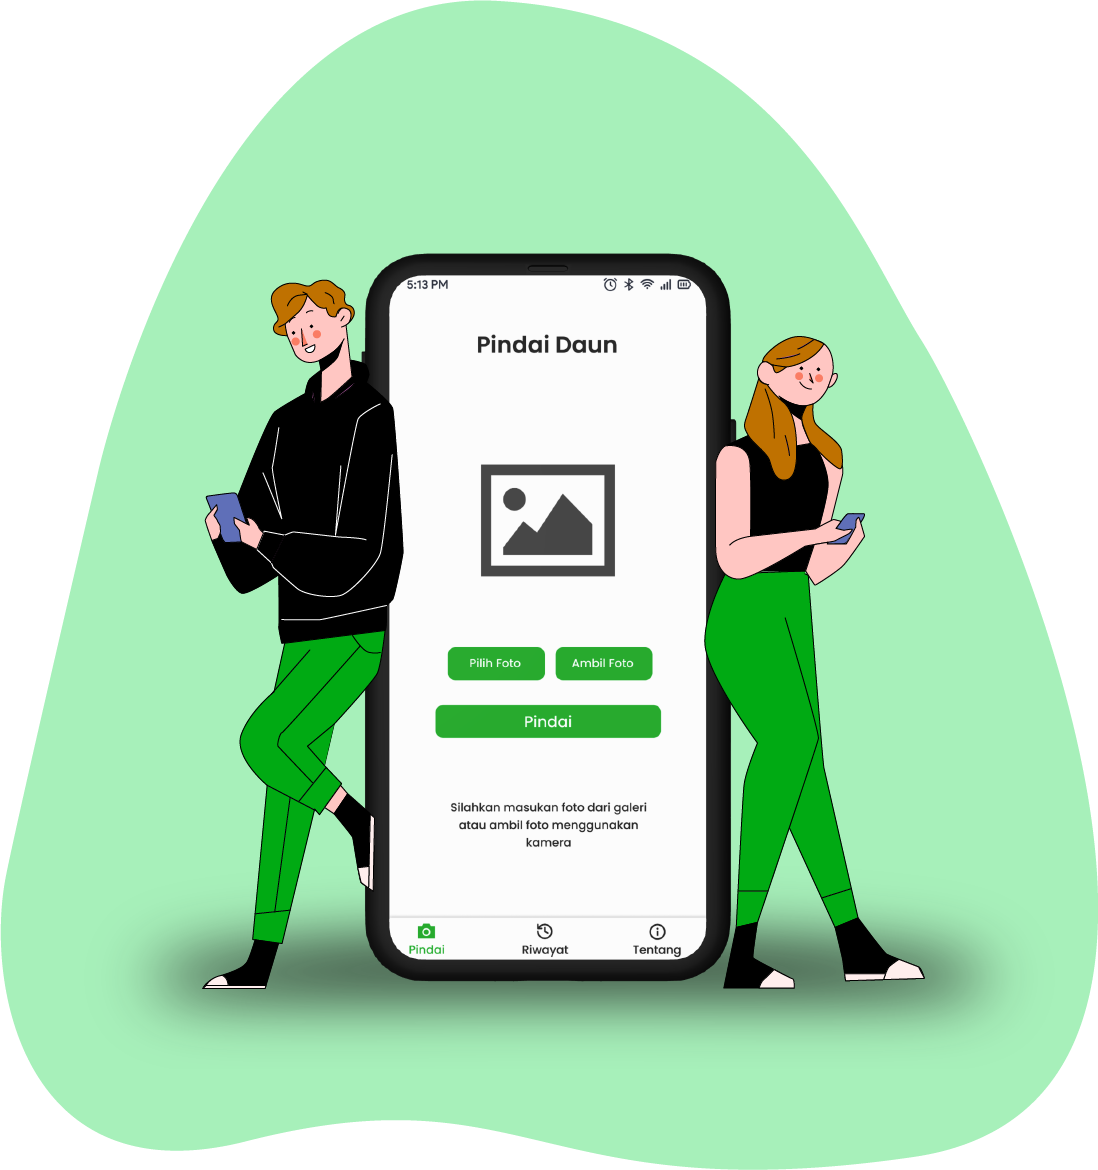 5:13 PM
Pindai Daun
Pilih Foto
Ambil Foto
Pindai
Silahkan masukan foto dari galeri
atau ambil foto menggunakan
kamera
Pindai
Riwayat
Tentang